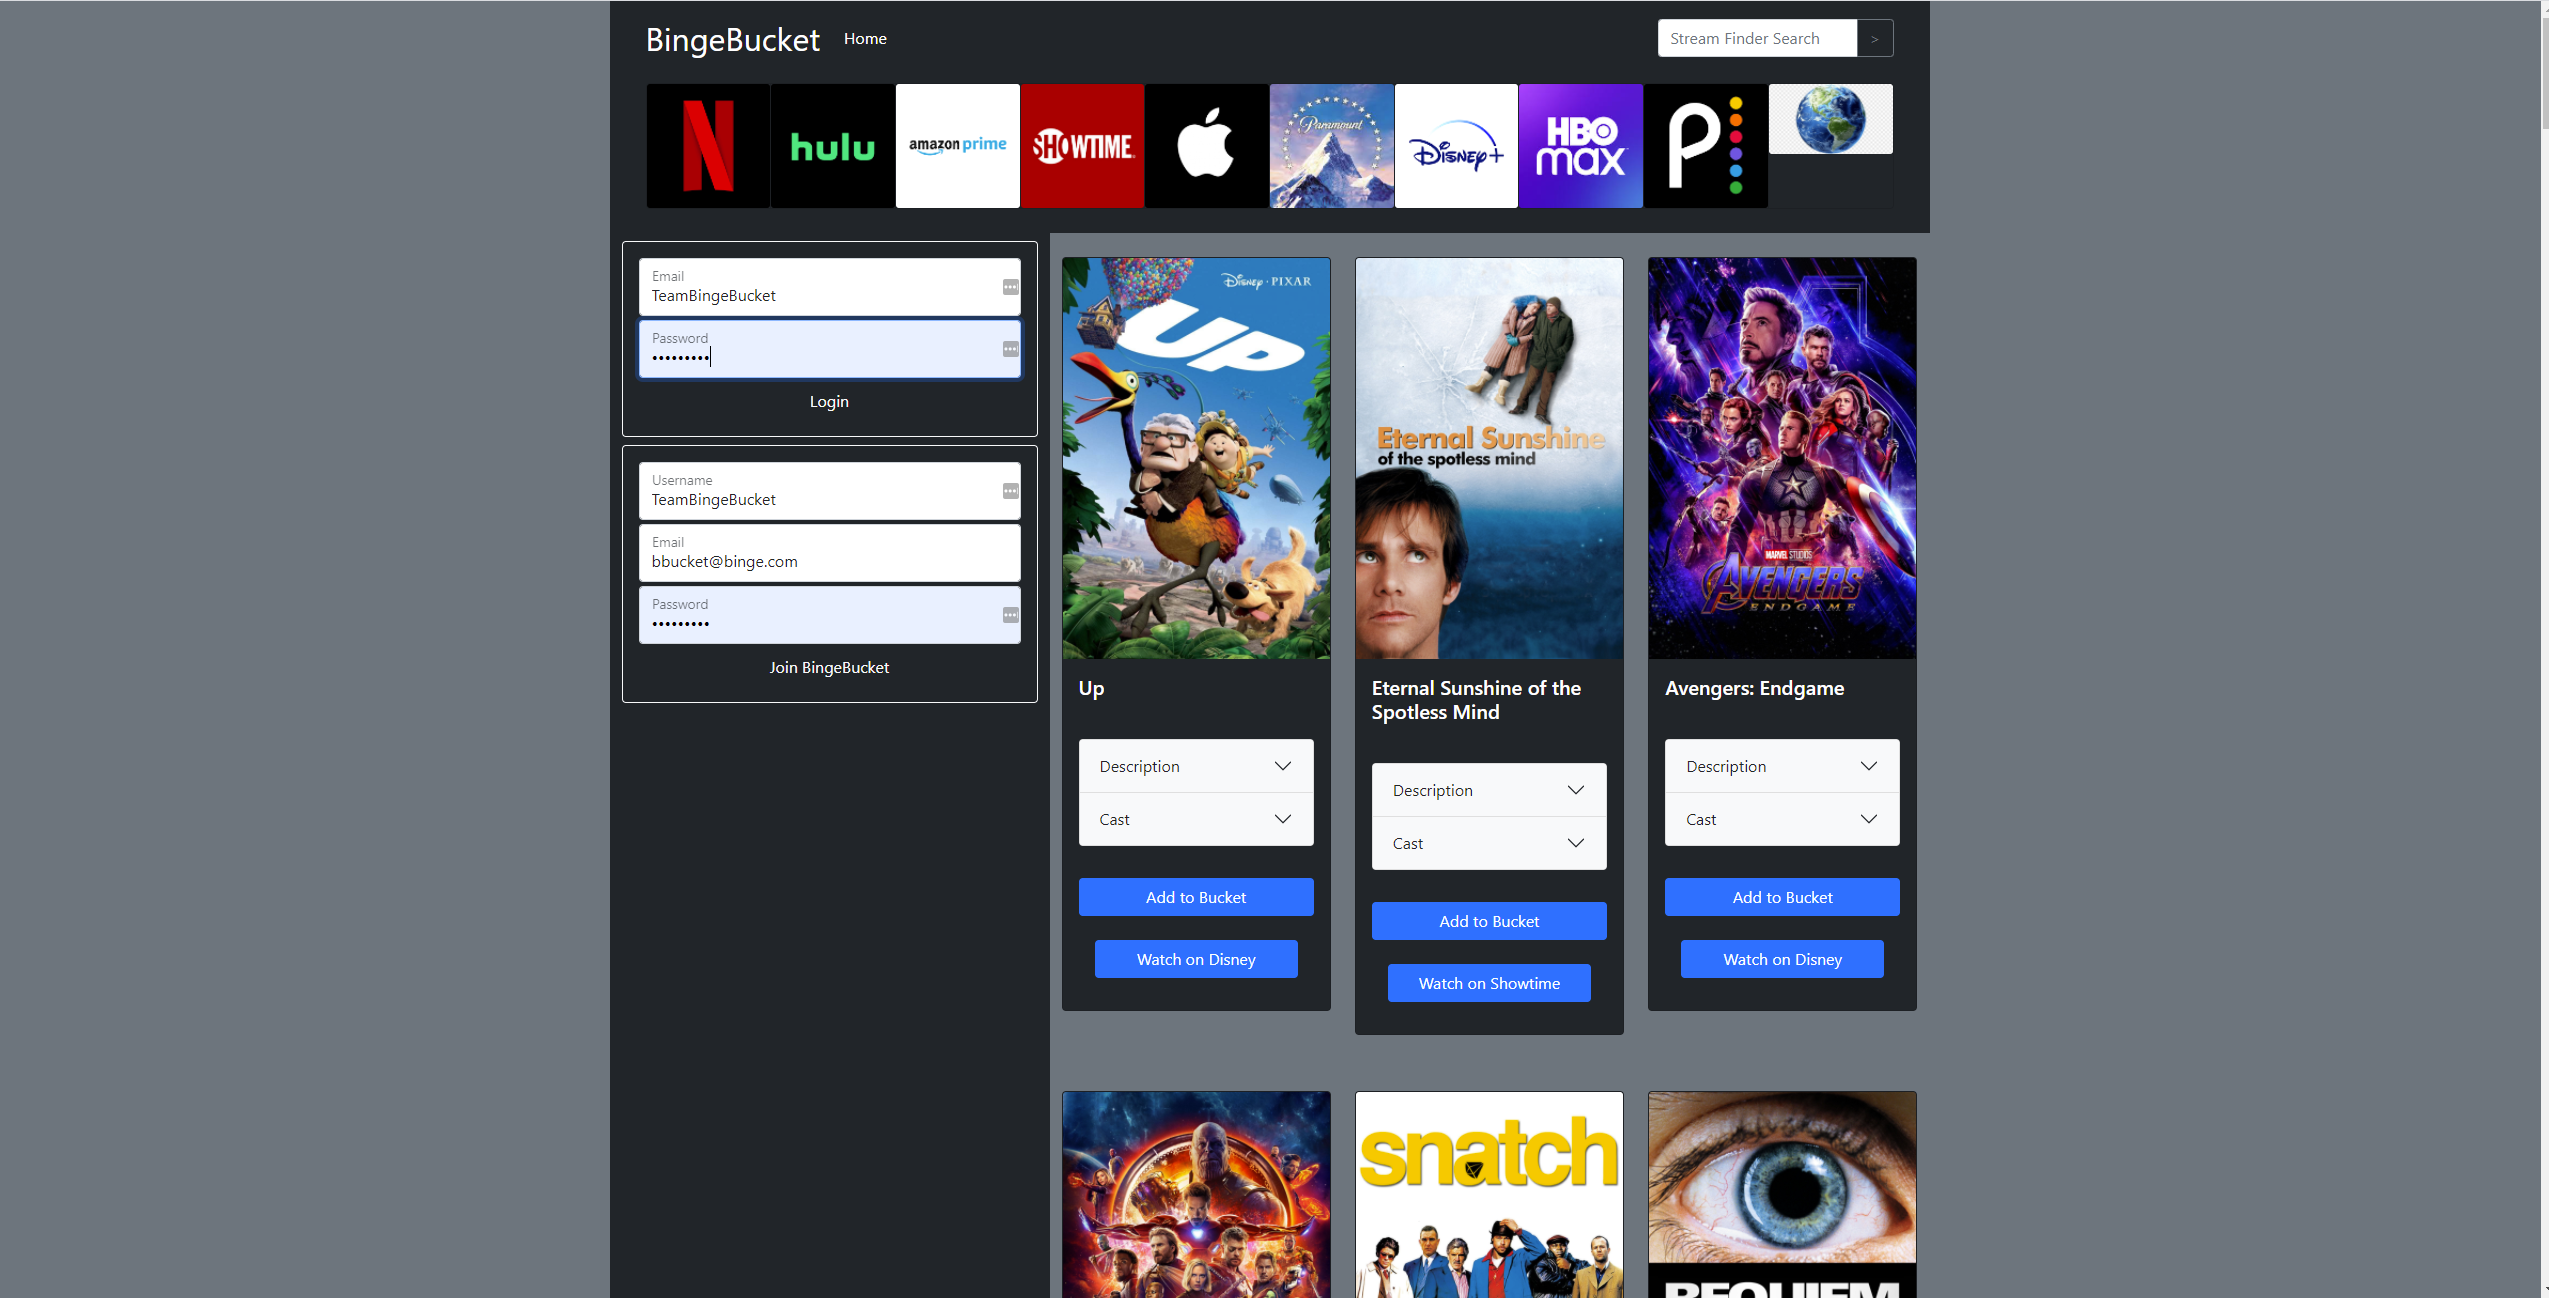 BingeBucket
Home
Stream Finder Search
>
N
hulu
amazon prime
SHOWTIME
Paramount
Disney+
HBO
max
P
Email
TeamBingeBucket
Password
•••••••••
Login
Username
TeamBingeBucket
Email
bbucket@binge.com
Password
•••••••••
Join BingeBucket
Disney · PIXAR
UP
Up
Description
Cast
Add to Bucket
Watch on Disney
Eternal Sunshine
of the spotless mind
Eternal Sunshine of the
Spotless Mind
Description
Cast
Add to Bucket
Watch on Showtime
MARVEL STUDIOS
AVENGERS
ENDGAME
Avengers: Endgame
Description
Cast
Add to Bucket
Watch on Disney
snatch
REQUIEM